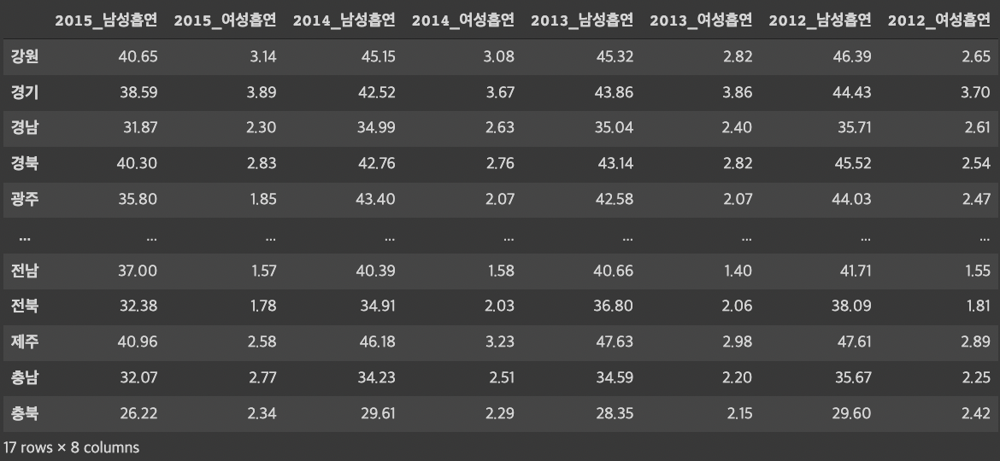 2015_남성흡연 2015_여성흡연 2014_남성흡연 2014_여성흡연 2013_남성흡연 2013_여성흡연 2012_남성흡연 2012_여성흡연
강원 40.65 3.14 45.15 3.08 45.32 2.82 46.39 2.65
경기 38.59 3.89 42.52 3.67 43.86 3.86 44.43 3.70
경남 31.87 2.30 34.99 2.63 35.04 2.40 35.71 2.61
경북 40.30 2.83 42.76 2.76 43.14 2.82 45.52 2.54
광주 35.80 1.85 43.40 2.07 42.58 2.07 44.03 2.47
... ... ... ... ... ... ... ... ...
전남 37.00 1.57 40.39 1.58 40.66 1.40 41.71 1.55
전북 32.38 1.78 34.91 2.03 36.80 2.06 38.09 1.81
제주 40.96 2.58 46.18 3.23 47.63 2.98 47.61 2.89
충남 32.07 2.77 34.23 2.51 34.59 2.20 35.67 2.25
충북 26.22 2.34 29.61 2.29 28.35 2.15 29.60 2.42
17 rows × 8 columns